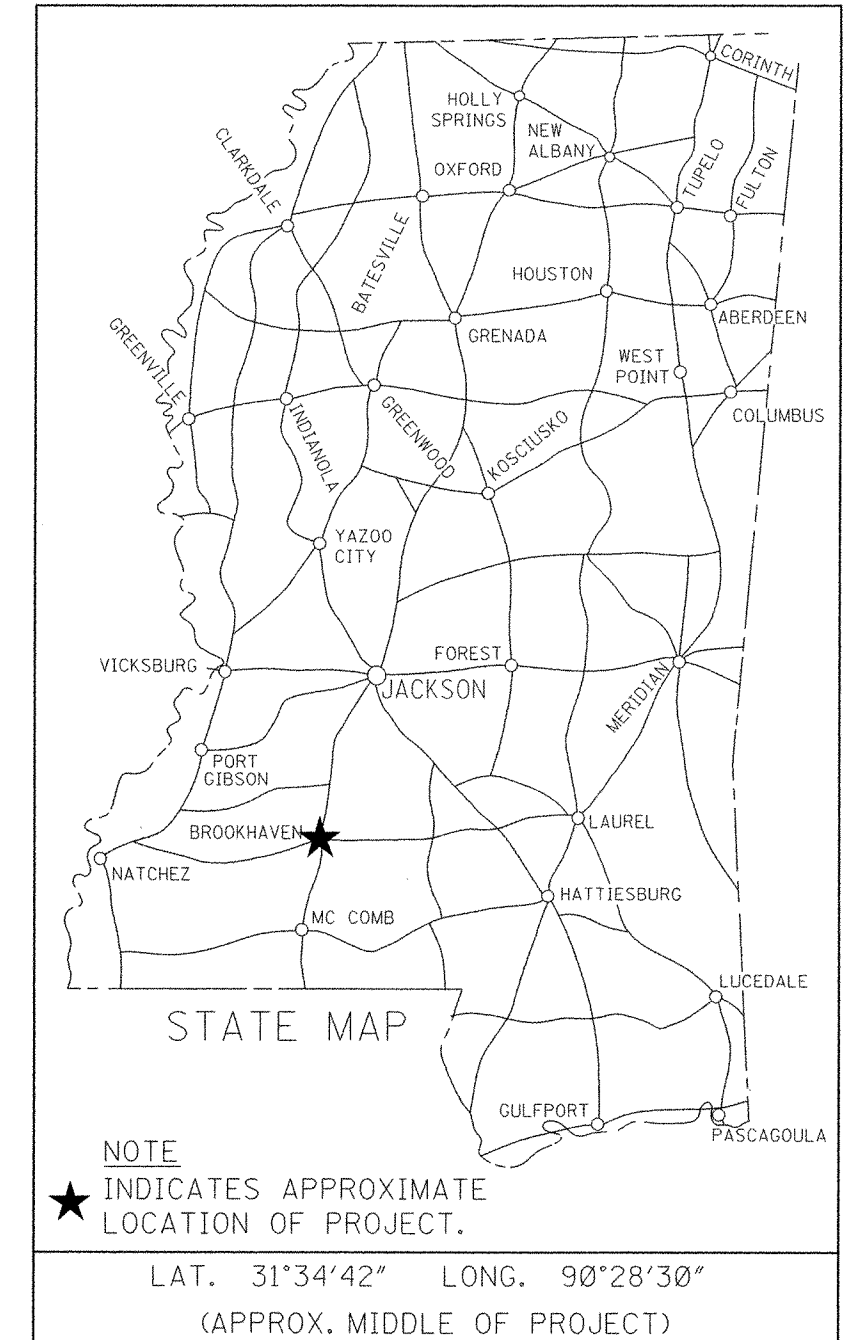 CORINTH
HOLLY
SPRINGS
NEW
ALBANY
CLARKDALE
OXFORD
TUPELO
FULTON
BATESVILLE
HOUSTON
ABERDEEN
GRENADA
GREENVILLE
WEST
POINT
COLUMBUS
INDIANOLA
GREENWOOD
KOSCIUSKO
YAZOO
CITY
VICKSBURG
FOREST
JACKSON
MERIDIAN
PORT
GIBSON
BROOKHAVEN
LAUREL
NATCHEZ
HATTIESBURG
MC COMB
LUCEDALE
STATE MAP
GULFPORT
PASCAGOULA
NOTE
INDICATES APPROXIMATE
LOCATION OF PROJECT.
LAT. 31°34'42" LONG. 90°28'30"
(APPROX. MIDDLE OF PROJECT)